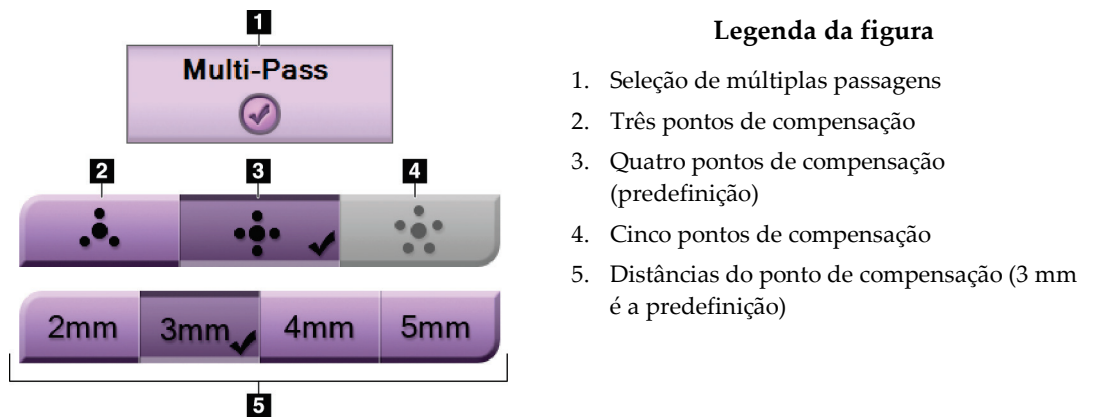 1
Multi-Pass
2 3 4
2mm 3mm 4mm 5mm
5
Legenda da figura
1. Seleção de múltiplas passagens
2. Três pontos de compensação
3. Quatro pontos de compensação
(predefinição)
4. Cinco pontos de compensação
5. Distâncias do ponto de compensação (3 mm
é a predefinição)